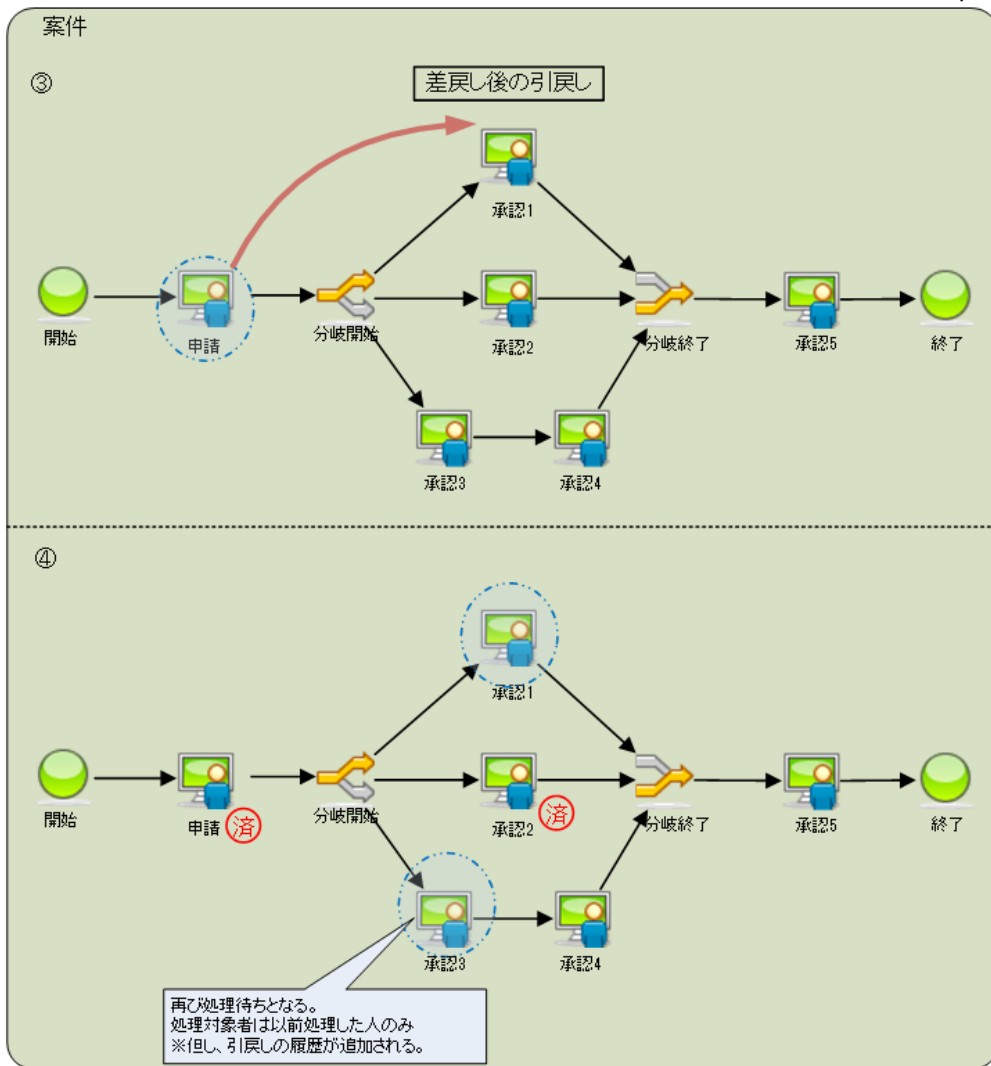 案件
③
差戻し後の引戻し
承認1
開始
申請
分岐開始
承認2
分岐終了
承認5
終了
承認3
承認4
④
承認1
開始
申請
済
分岐開始
承認2
済
分岐終了
承認5
終了
承認3
承認4
再び処理待ちとなる。
処理対象者は以前処理した人のみ
※但し、引戻しの履歴が追加される。